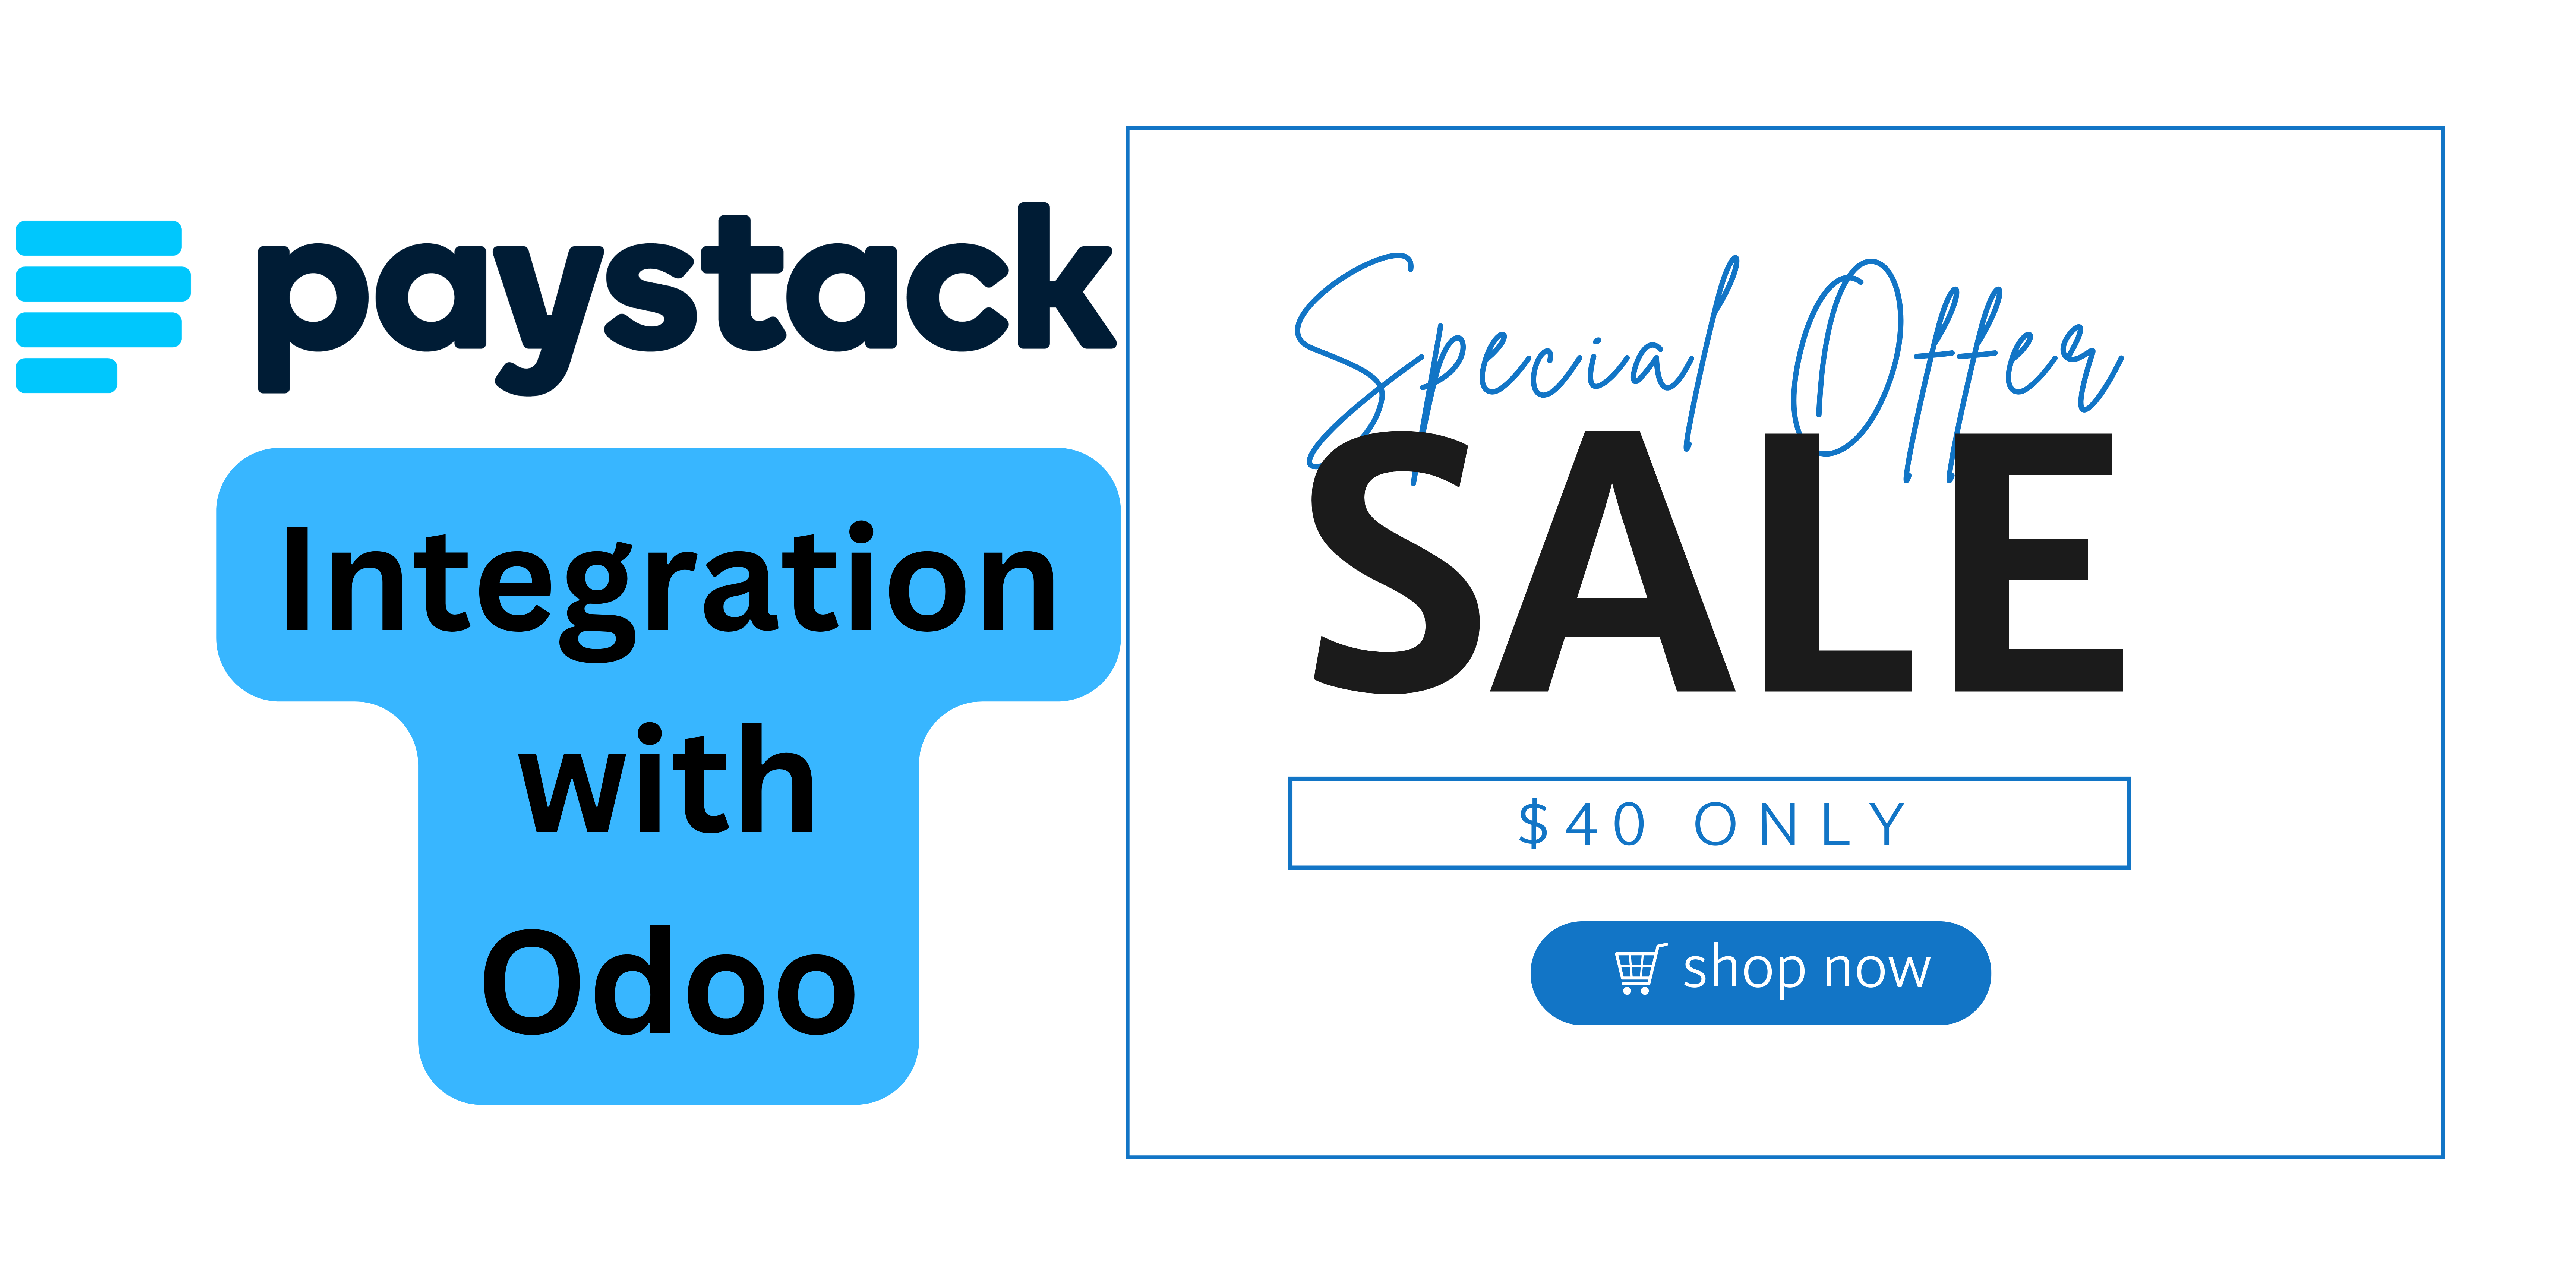 paystack
Integration
with
Odoo
Special Offer
SALE
$40 ONLY
shop now